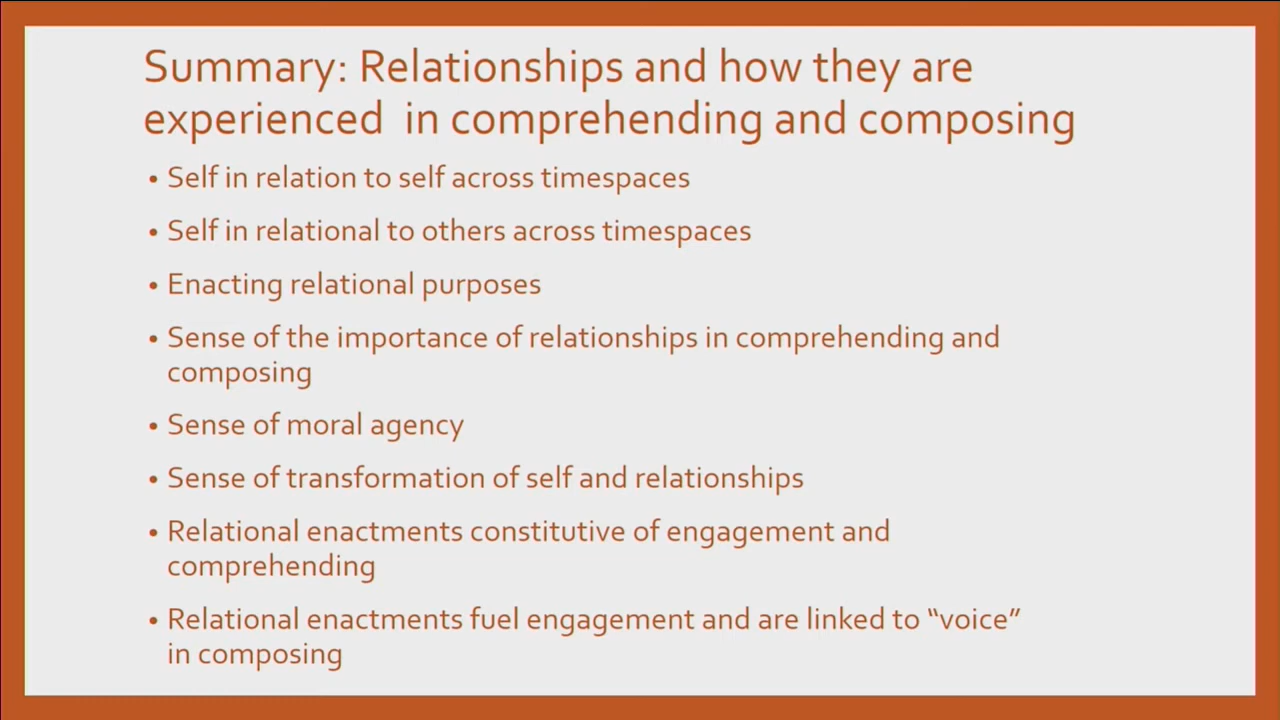 Summary: Relationships and how they are
experienced  in comprehending and composing
• Self in relation to self across timespaces
• Self in relational to others across timespaces
• Enacting relational purposes
• Sense of the importance of relationships in comprehending and
composing
• Sense of moral agency
• Sense of transformation of self and relationships
• Relational enactments constitutive of engagement and
comprehending
• Relational enactments fuel engagement and are linked to “voice”
in composing